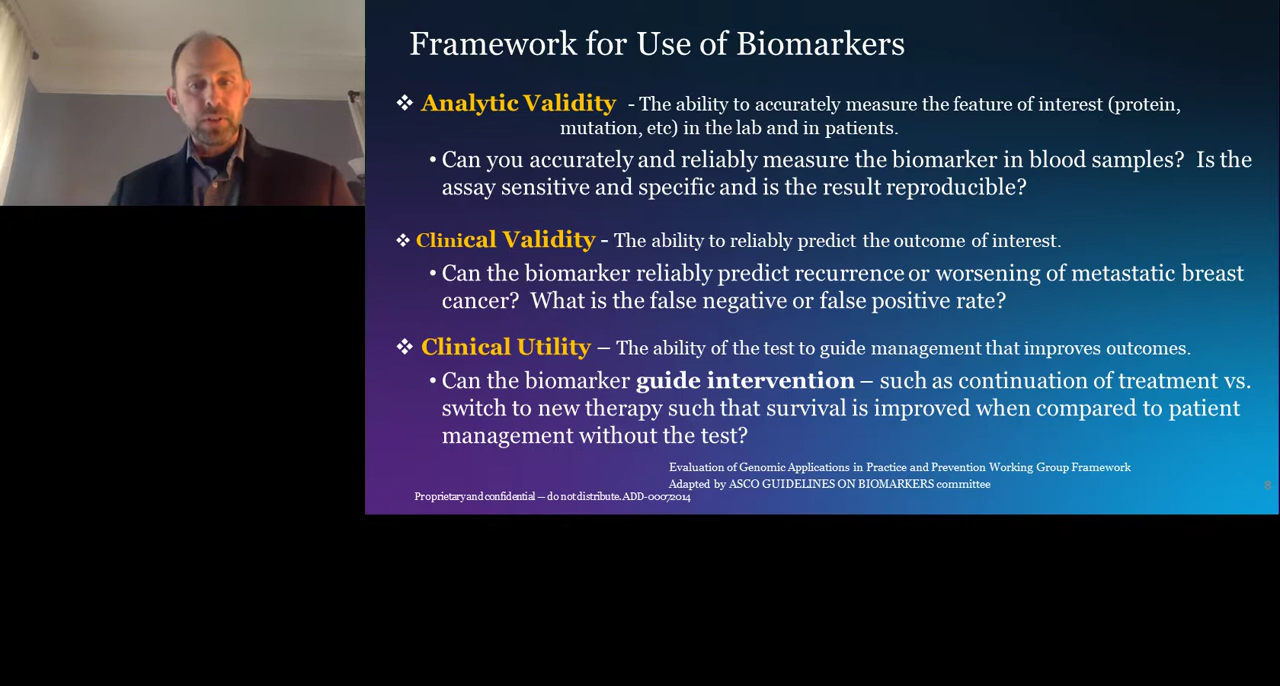 Framework for Use of Biomarkers
❖ Analytic Validity - The ability to accurately measure the feature of interest (protein,
mutation, etc) in the lab and in patients.
• Can you accurately and reliably measure the biomarker in blood samples? Is the
assay sensitive and specific and is the result reproducible?
❖ Clinical Validity - The ability to reliably predict the outcome of interest.
• Can the biomarker reliably predict recurrence or worsening of metastatic breast
cancer? What is the false negative or false positive rate?
❖ Clinical Utility – The ability of the test to guide management that improves outcomes.
• Can the biomarker guide intervention – such as continuation of treatment vs.
switch to new therapy such that survival is improved when compared to patient
management without the test?
Evaluation of Genomic Applications in Practice and Prevention Working Group Framework
Adapted by ASCO GUIDELINES ON BIOMARKERS committee
Proprietary and confidential — do not distribute. ADD-00072014
8